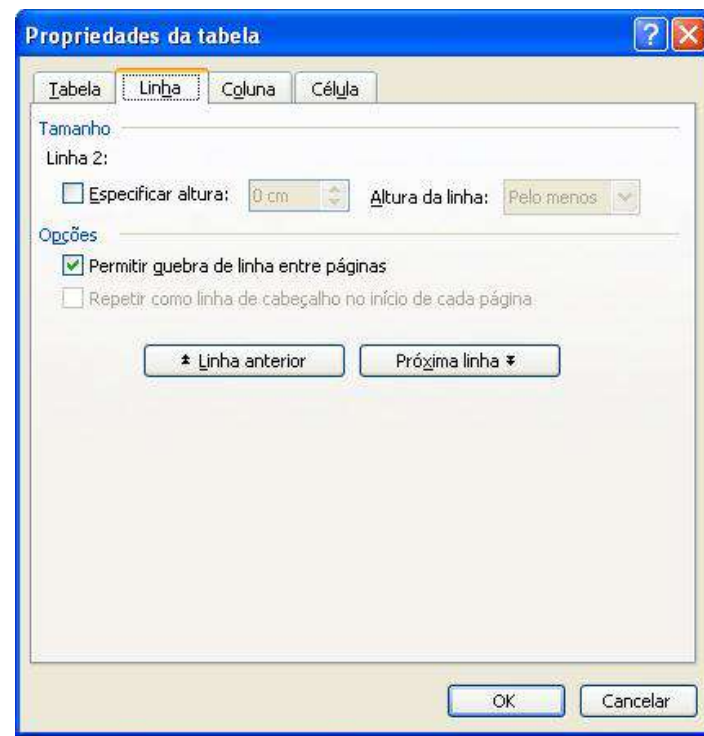 Propriedades da tabela
Tabela Linha Coluna Célula
Tamanho
Linha 2:
Especificar altura: 0 cm Altura da linha: Pelo menos
Opções
Permitir quebra de linha entre páginas
Repetir como linha de cabeçalho no início de cada página
Linha anterior Próxima linha
OK Cancelar